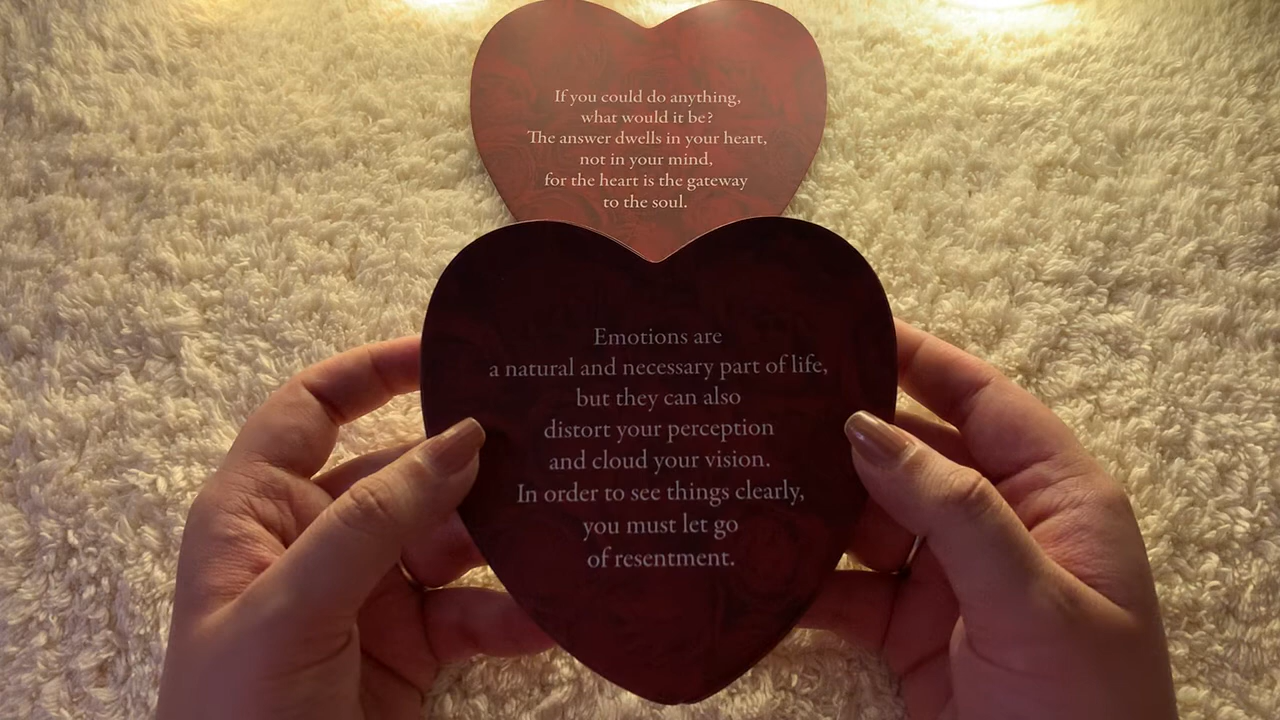 If you could do anything,
what would it be?
The answer dwells in your heart,
not in your mind,
for the heart is the gateway
to the soul.
Emotions are
a natural and necessary part of life,
but they can also
distort your perception
and cloud your vision.
In order to see things clearly,
you must let go
of resentment.